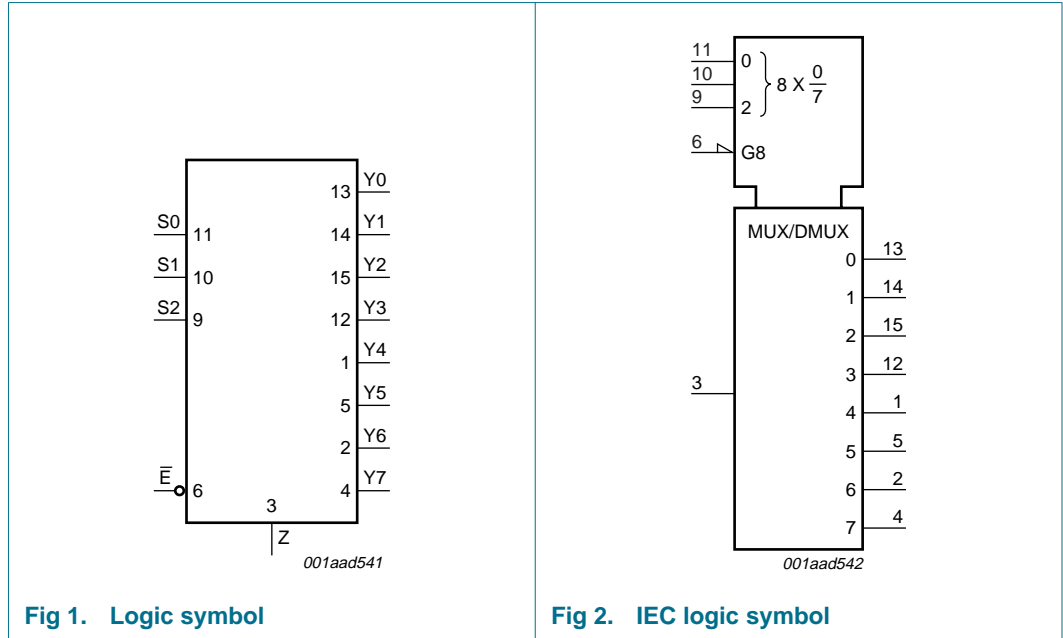 Y0
13
S0
Y1
11
14
S1
Y2
10
15
S2
Y3
9
12
Y4
1
Y5
5
Y6
2
E̅
Y7
6
4
3
Z
001aad541
Fig 1. Logic symbol
11
0
10
8 X 0/7
9
2
6
G8
MUX/DMUX
13
0
14
1
15
2
12
3
3
1
4
5
5
2
6
4
7
001aad542
Fig 2. IEC logic symbol